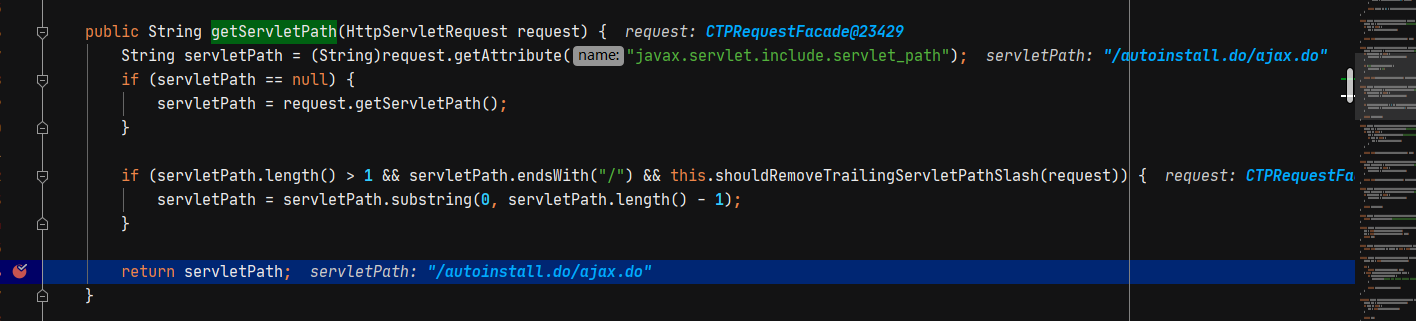 public String getServletPath(HttpServletRequest request) { request: CTPRequestFacade@23429
String servletPath = (String)request.getAttribute( name: "javax.servlet.include.servlet_path"); servletPath: "/autoinstall.do/ajax.do"
if (servletPath == null) {
servletPath = request.getServletPath();
}
if (servletPath.length() > 1 && servletPath.endsWith("/") && this.shouldRemoveTrailingServletPathSlash(request)) { request: CTPRequestFac
servletPath = servletPath.substring(0, servletPath.length() - 1);
}
return servletPath; servletPath: "/autoinstall.do/ajax.do"
}